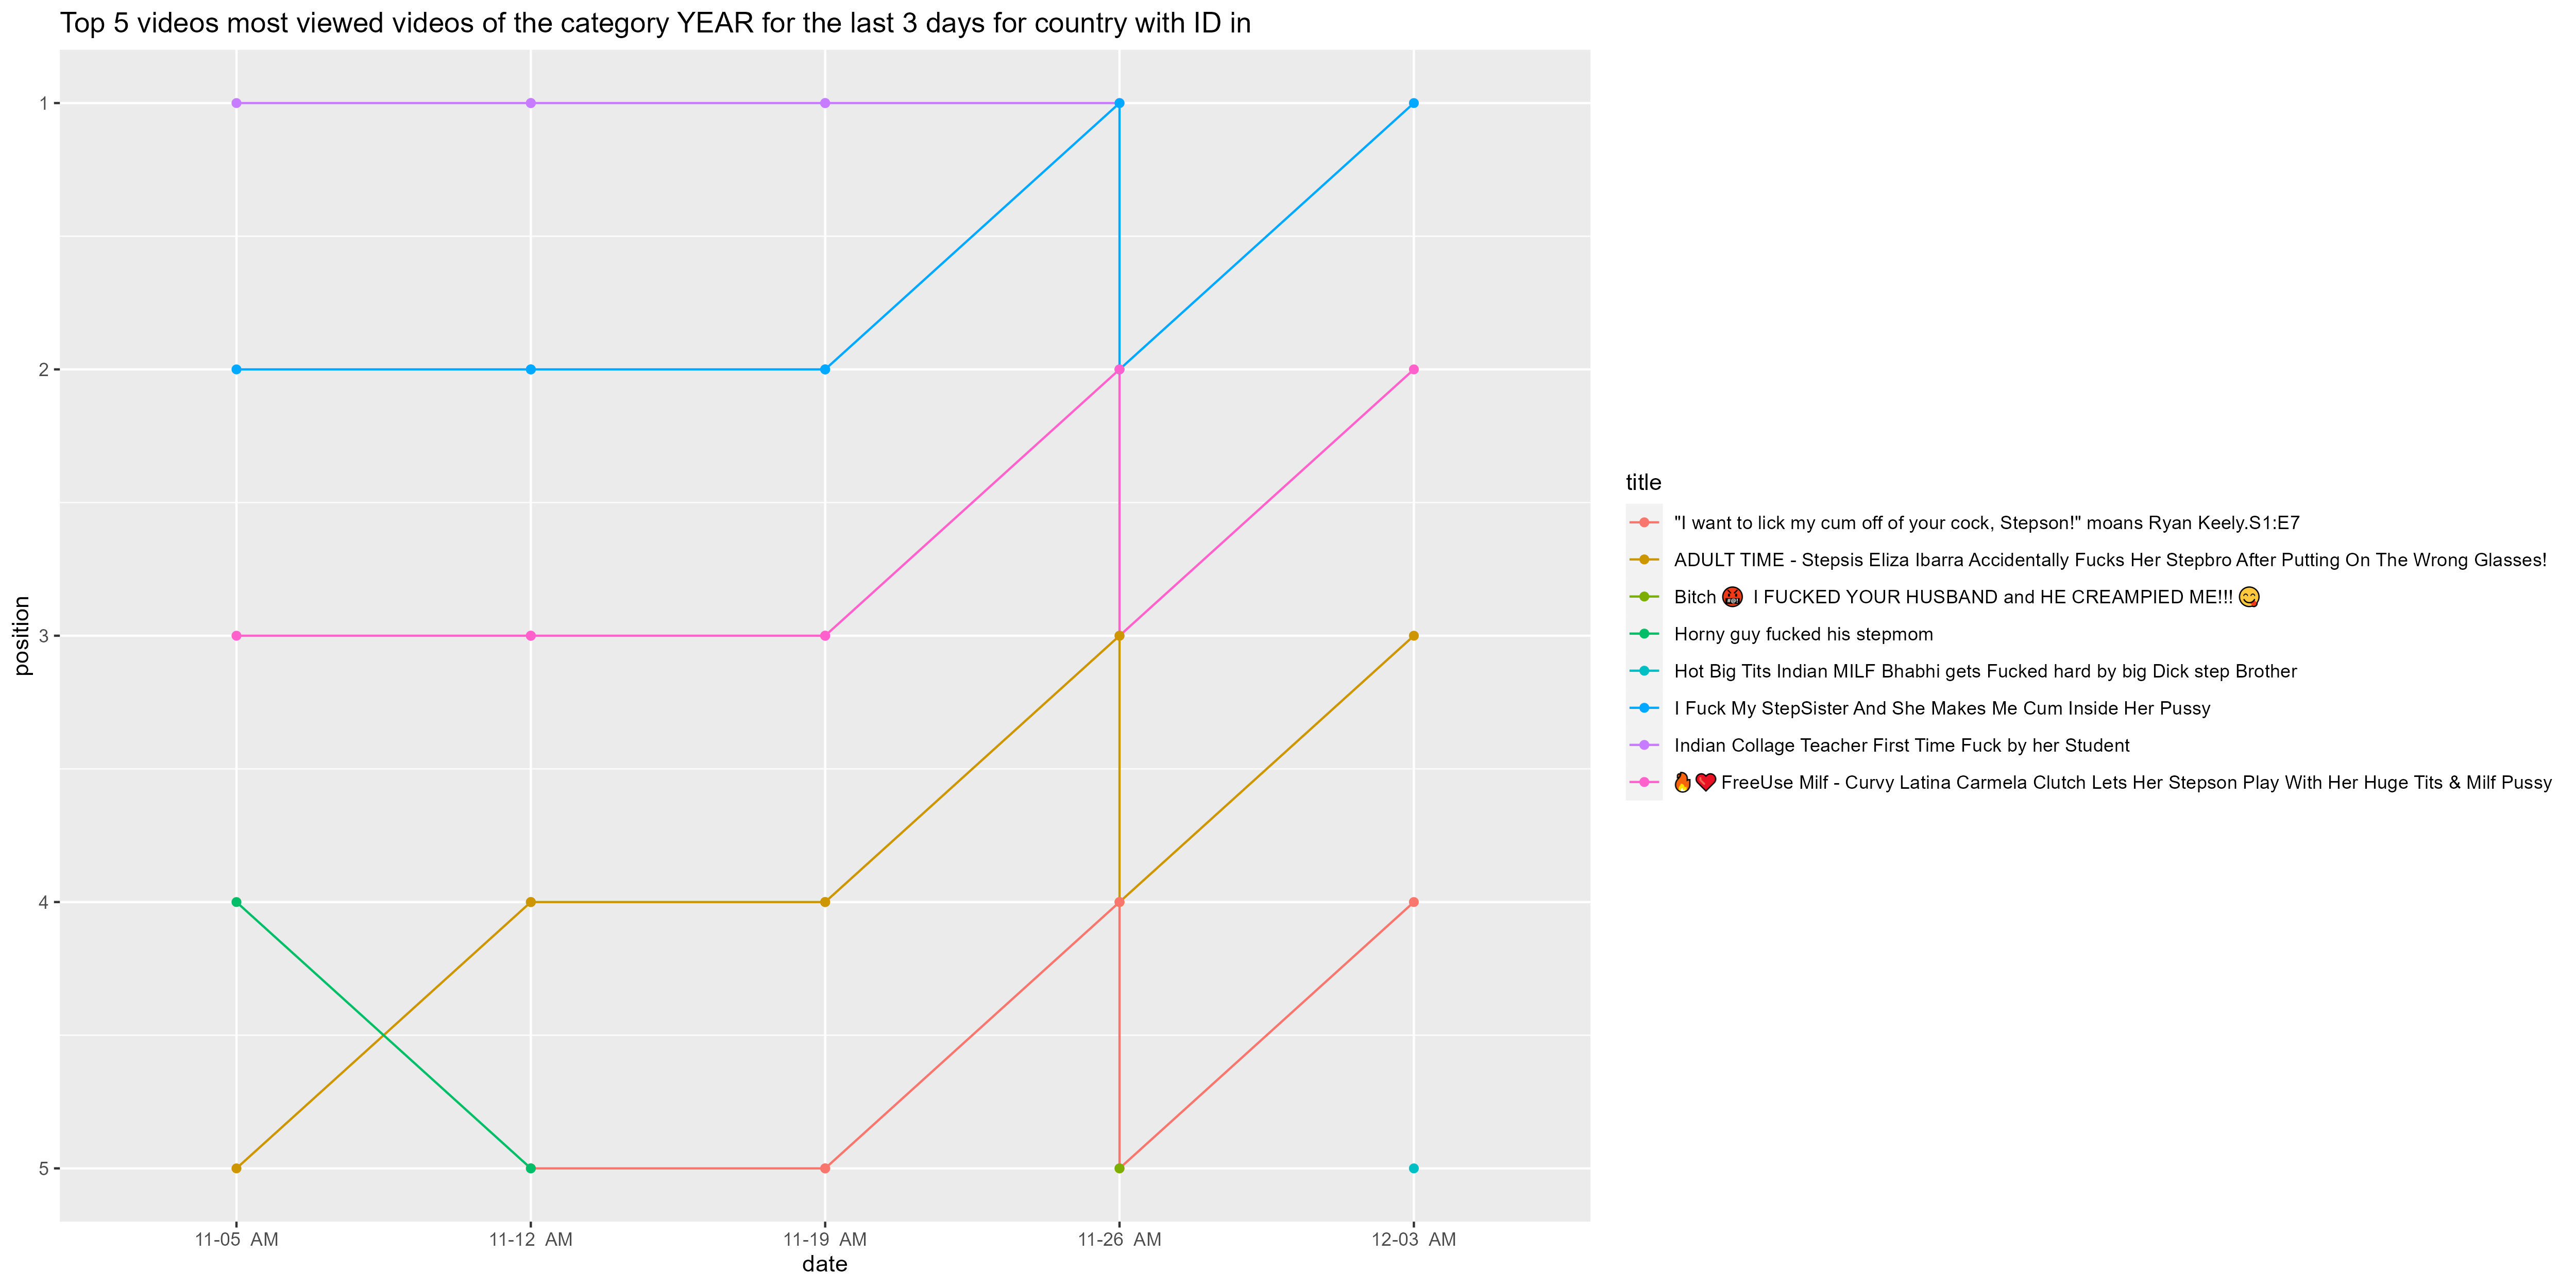 Top 5 videos most viewed videos of the category YEAR for the last 3 days for country with ID in
position
1
2
3
4
5
11-05 AM
11-12 AM
11-19 AM
11-26 AM
12-03 AM
date
title
"I want to lick my cum off of your cock, Stepson!" moans Ryan Keely.S1:E7
ADULT TIME - Stepsis Eliza Ibarra Accidentally Fucks Her Stepbro After Putting On The Wrong Glasses!
Bitch 🤬 I FUCKED YOUR HUSBAND and HE CREAMPIED ME!!! 😋
Horny guy fucked his stepmom
Hot Big Tits Indian MILF Bhabhi gets Fucked hard by big Dick step Brother
I Fuck My StepSister And She Makes Me Cum Inside Her Pussy
Indian Collage Teacher First Time Fuck by her Student
🔥❤️ FreeUse Milf - Curvy Latina Carmela Clutch Lets Her Stepson Play With Her Huge Tits & Milf Pussy